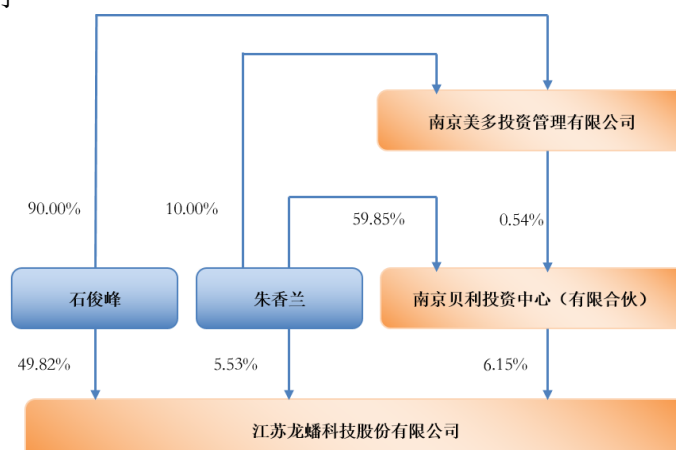 南京美多投资管理有限公司
90.00%
10.00%
59.85%
0.54%
石俊峰
朱香兰
南京贝利投资中心（有限合伙）
49.82%
5.53%
6.15%
江苏龙蟠科技股份有限公司